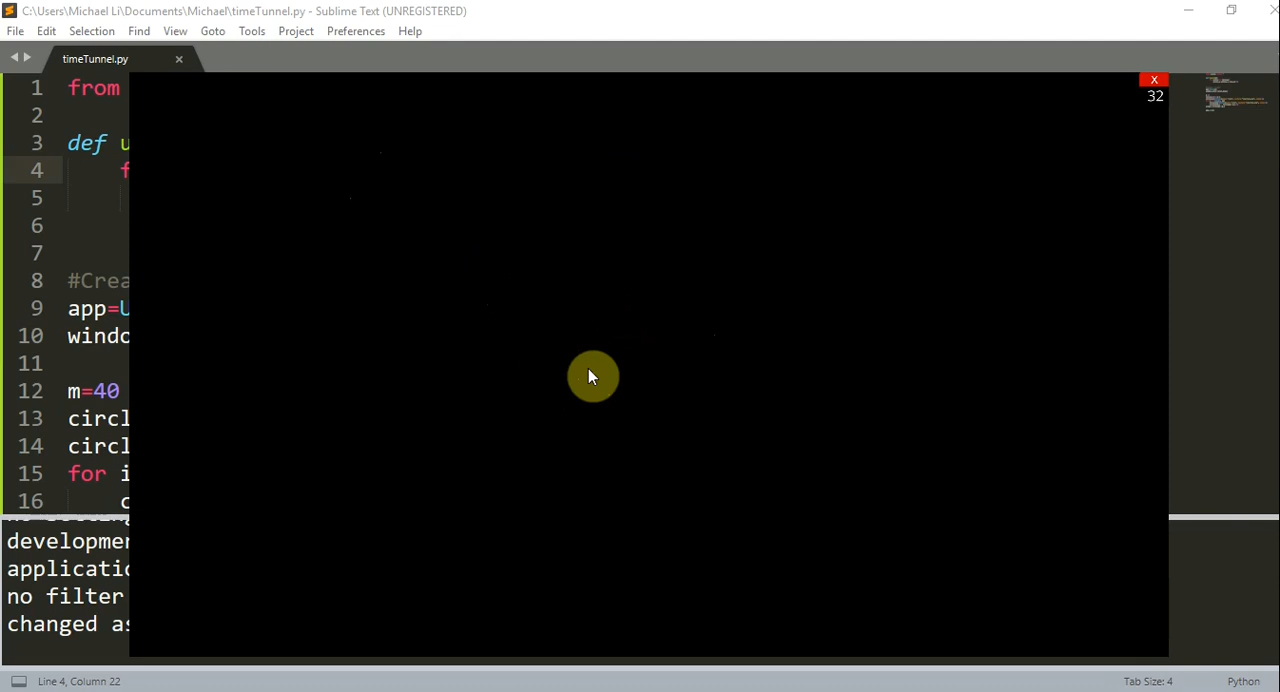 C:\Users\Michael Li\Documents\Michael\timeTunnel.py - Sublime Text (UNREGISTERED)
File Edit Selection View Goto Tools Project Preferences Help
timeTunnel.py
X
32
1 from
2
3 def u
4 f
5
6
7
8 #Crea
9 app=U
10 windo
11
12 m=40
13 circl
14 circl
15 for i
16 c
developmen
applicatio
no filter
changed as
Line 4, Column 22
Tab Size: 4
Python